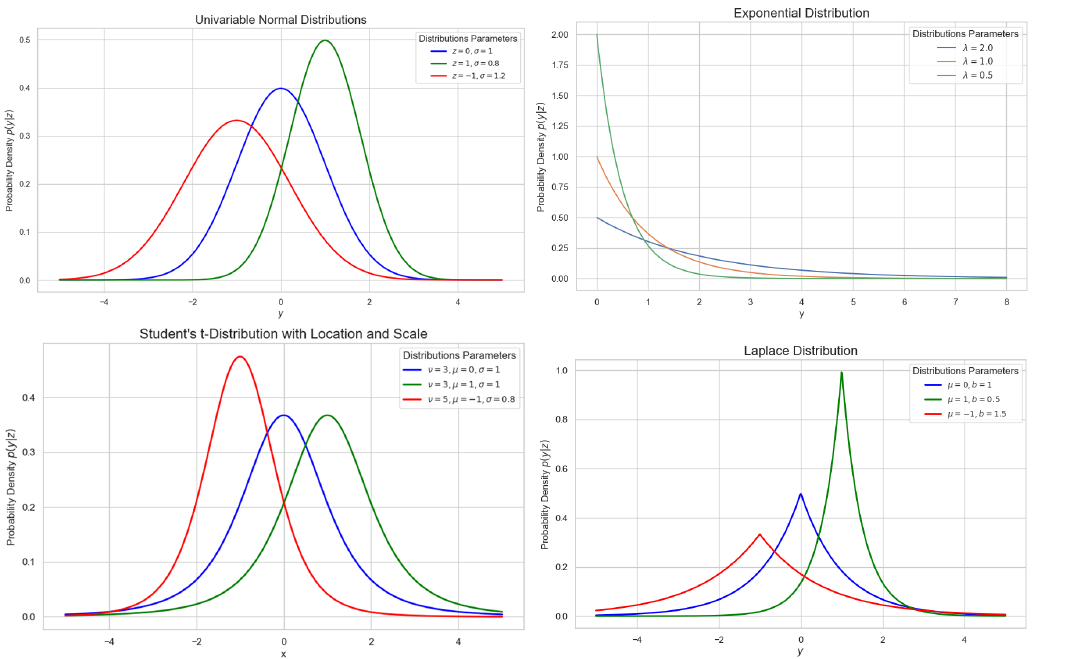 Univariable Normal Distributions
Distributions Parameters
z = 0, σ = 1
z = 1, σ = 0.8
z = −1, σ = 1.2
Probability Density p(y|z)
0.5
0.4
0.3
0.2
0.1
0.0
−4 −2 0 2 4
y
Exponential Distribution
Distributions Parameters
λ = 2.0
λ = 1.0
λ = 0.5
Probability Density p(y|z)
2.00
1.75
1.50
1.25
1.00
0.75
0.50
0.25
0.00
0 1 2 3 4 5 6 7 8
y
Student's t-Distribution with Location and Scale
Distributions Parameters
ν = 3, μ = 0, σ = 1
ν = 3, μ = 1, σ = 1
ν = 5, μ = −1, σ = 0.8
Probability Density p(y|z)
0.4
0.3
0.2
0.1
0.0
−4 −2 0 2 4
x
Laplace Distribution
Distributions Parameters
μ = 0, b = 1
μ = 1, b = 0.5
μ = −1, b = 1.5
Probability Density p(y|z)
1.0
0.8
0.6
0.4
0.2
0.0
−4 −2 0 2 4
y